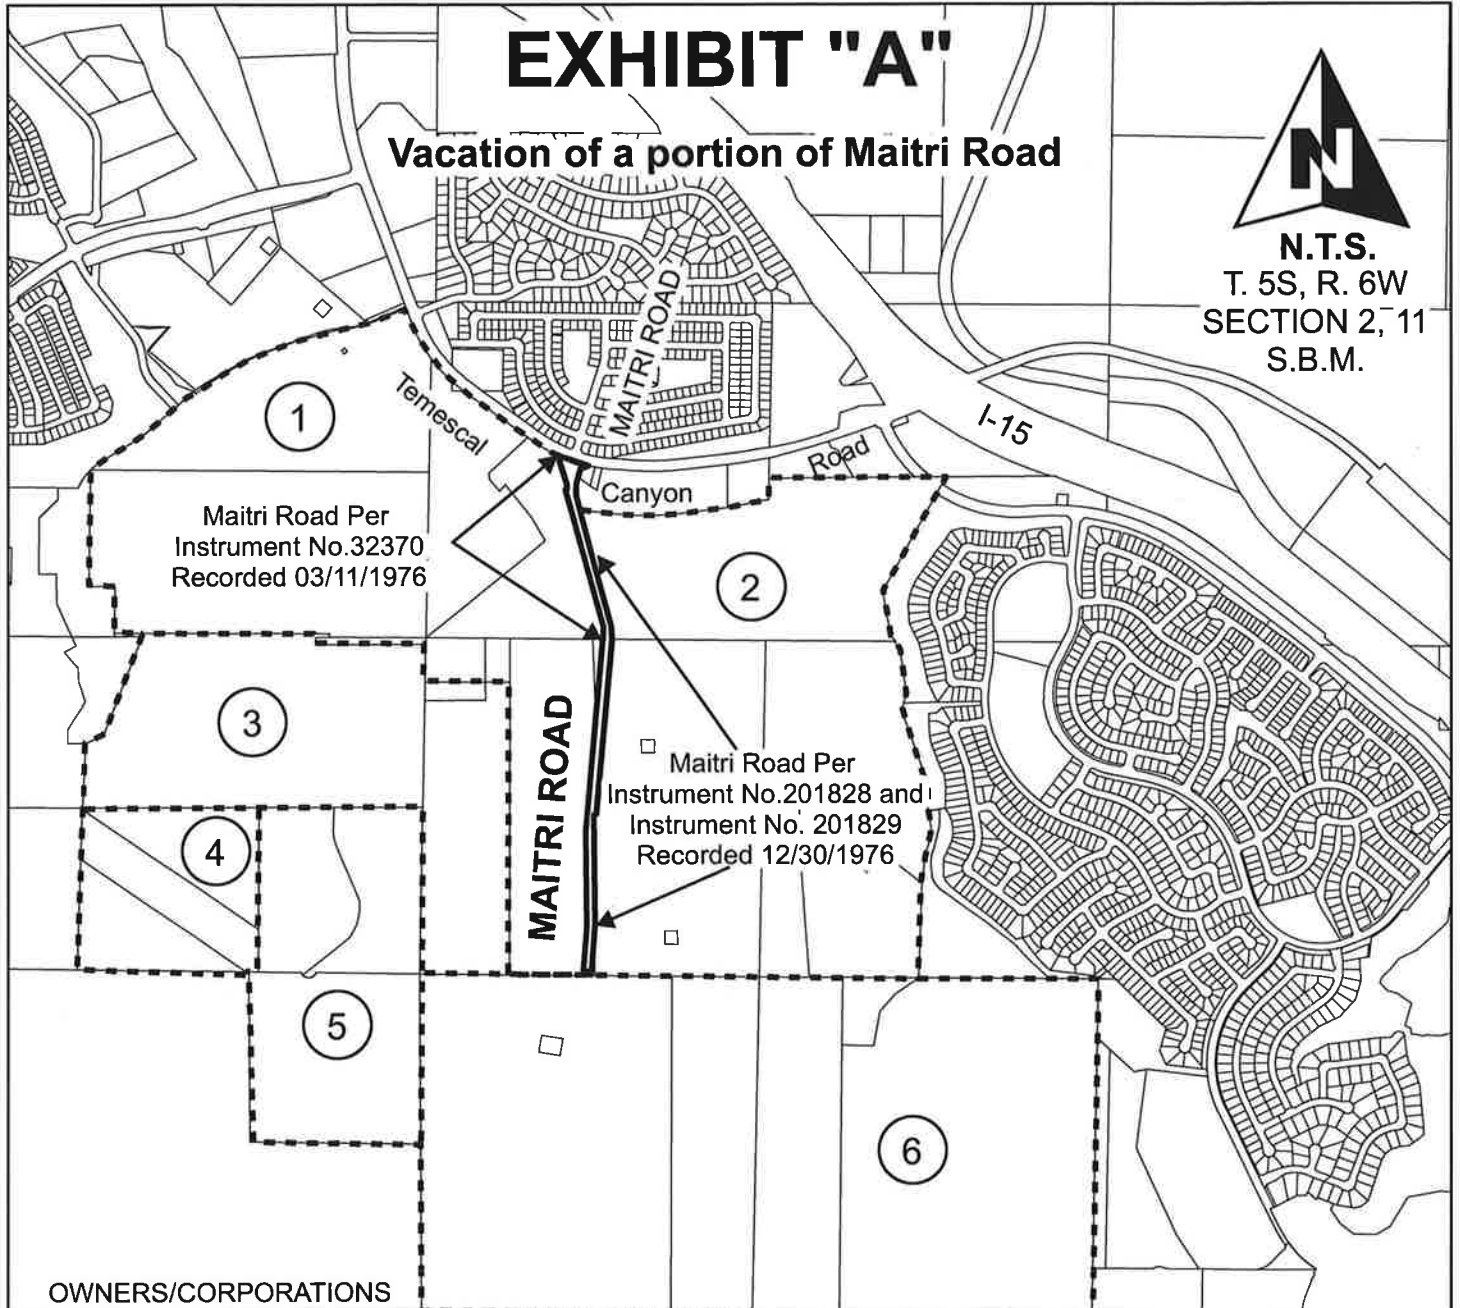 EXHIBIT "A"
Vacation of a portion of Maitri Road
N
N.T.S.
T. 5S, R. 6W
SECTION 2, 11
S.B.M.
MAITRI ROAD
I-15
1
Temescal
Canyon
Road
Maitri Road Per
Instrument No.32370
Recorded 03/11/1976
2
3
MAITRI ROAD
Maitri Road Per
Instrument No.201828 and
Instrument No. 201829
Recorded 12/30/1976
4
5
6
OWNERS/CORPORATIONS